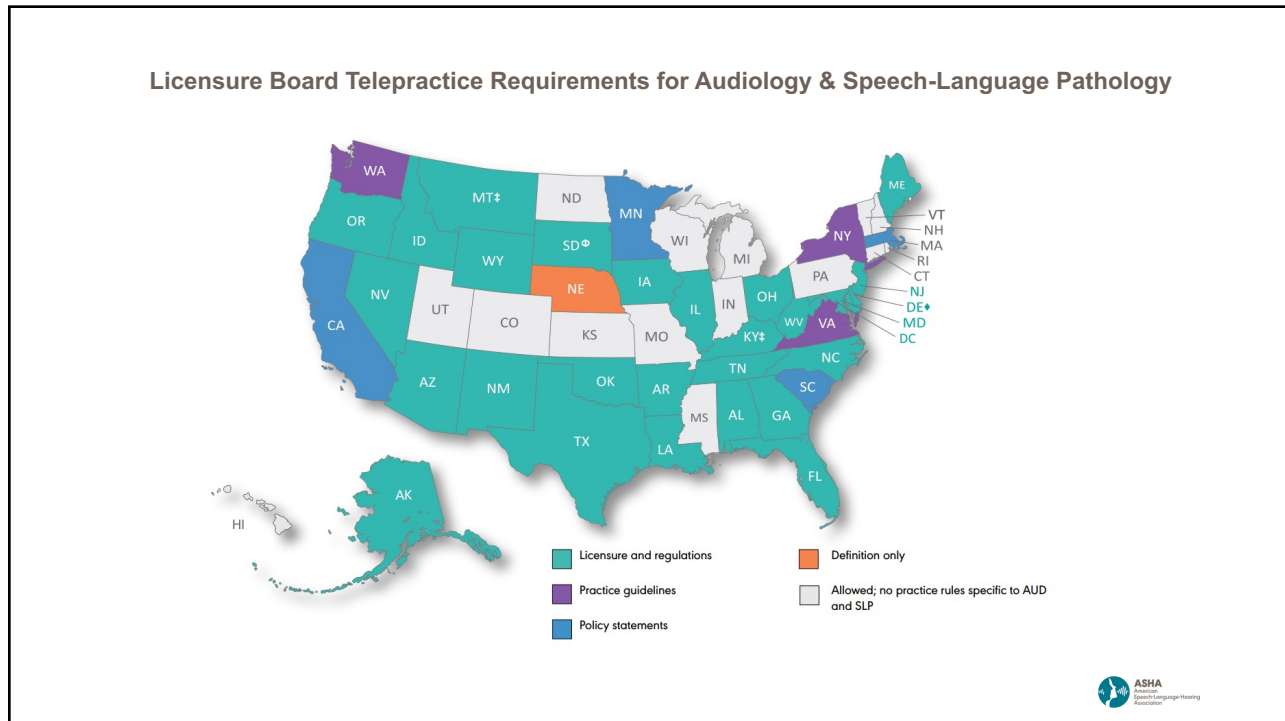 Licensure Board Telepractice Requirements for Audiology & Speech-Language Pathology
WA
OR
CA
NV
ID
MT‡
WY
UT
AZ
CO
NM
ND
SDΦ
NE
KS
OK
TX
MN
IA
MO
AR
LA
WI
IL
MI
IN
OH
KY‡
TN
MS
AL
GA
FL
SC
NC
VA
WV
PA
NY
ME
VT
NH
MA
RI
CT
NJ
DE♦
MD
DC
AK
HI
Licensure and regulations
Practice guidelines
Policy statements
Definition only
Allowed; no practice rules specific to AUD
and SLP
ASHA
American
Speech-Language-Hearing
Association